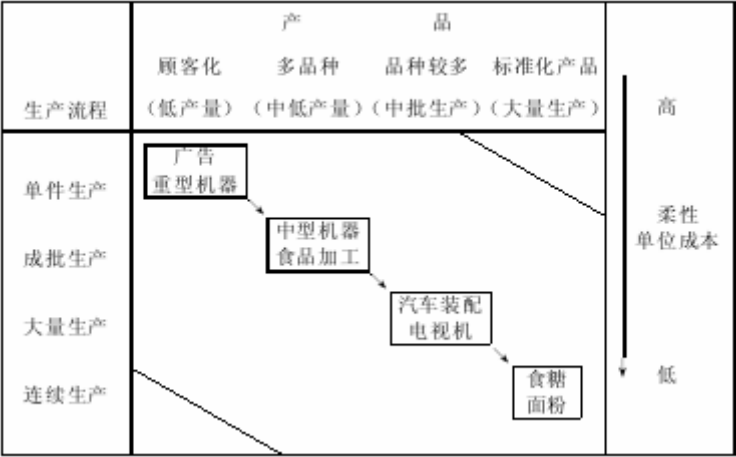 产 品
顾客化 多品种 品种较多 标准化产品
生产流程 （低产量）（中低产量）（中批生产）（大量生产） 高
广告
单件生产 重型机器
柔性
中型机器 单位成本
成批生产 食品加工
汽车装配
大量生产 电视机
食糖 低
连续生产 面粉